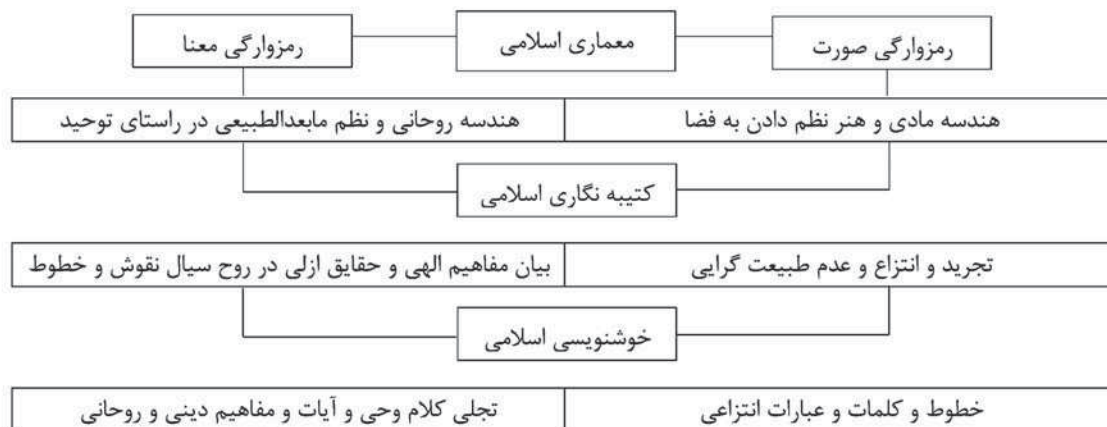 رمزوارگی صورت
معماری اسلامی
رمزوارگی معنا
هندسه مادی و هنر نظم دادن به فضا
هندسه روحانی و نظم مابعدالطبیعی در راستای توحید
کتیبه نگاری اسلامی
تجرید و انتزاع و عدم طبیعت گرایی
بیان مفاهیم الهی و حقایق ازلی در روح سیال نقوش و خطوط
خوشنویسی اسلامی
خطوط و کلمات و عبارات انتزاعی
تجلی کلام وحی و آیات و مفاهیم دینی و روحانی